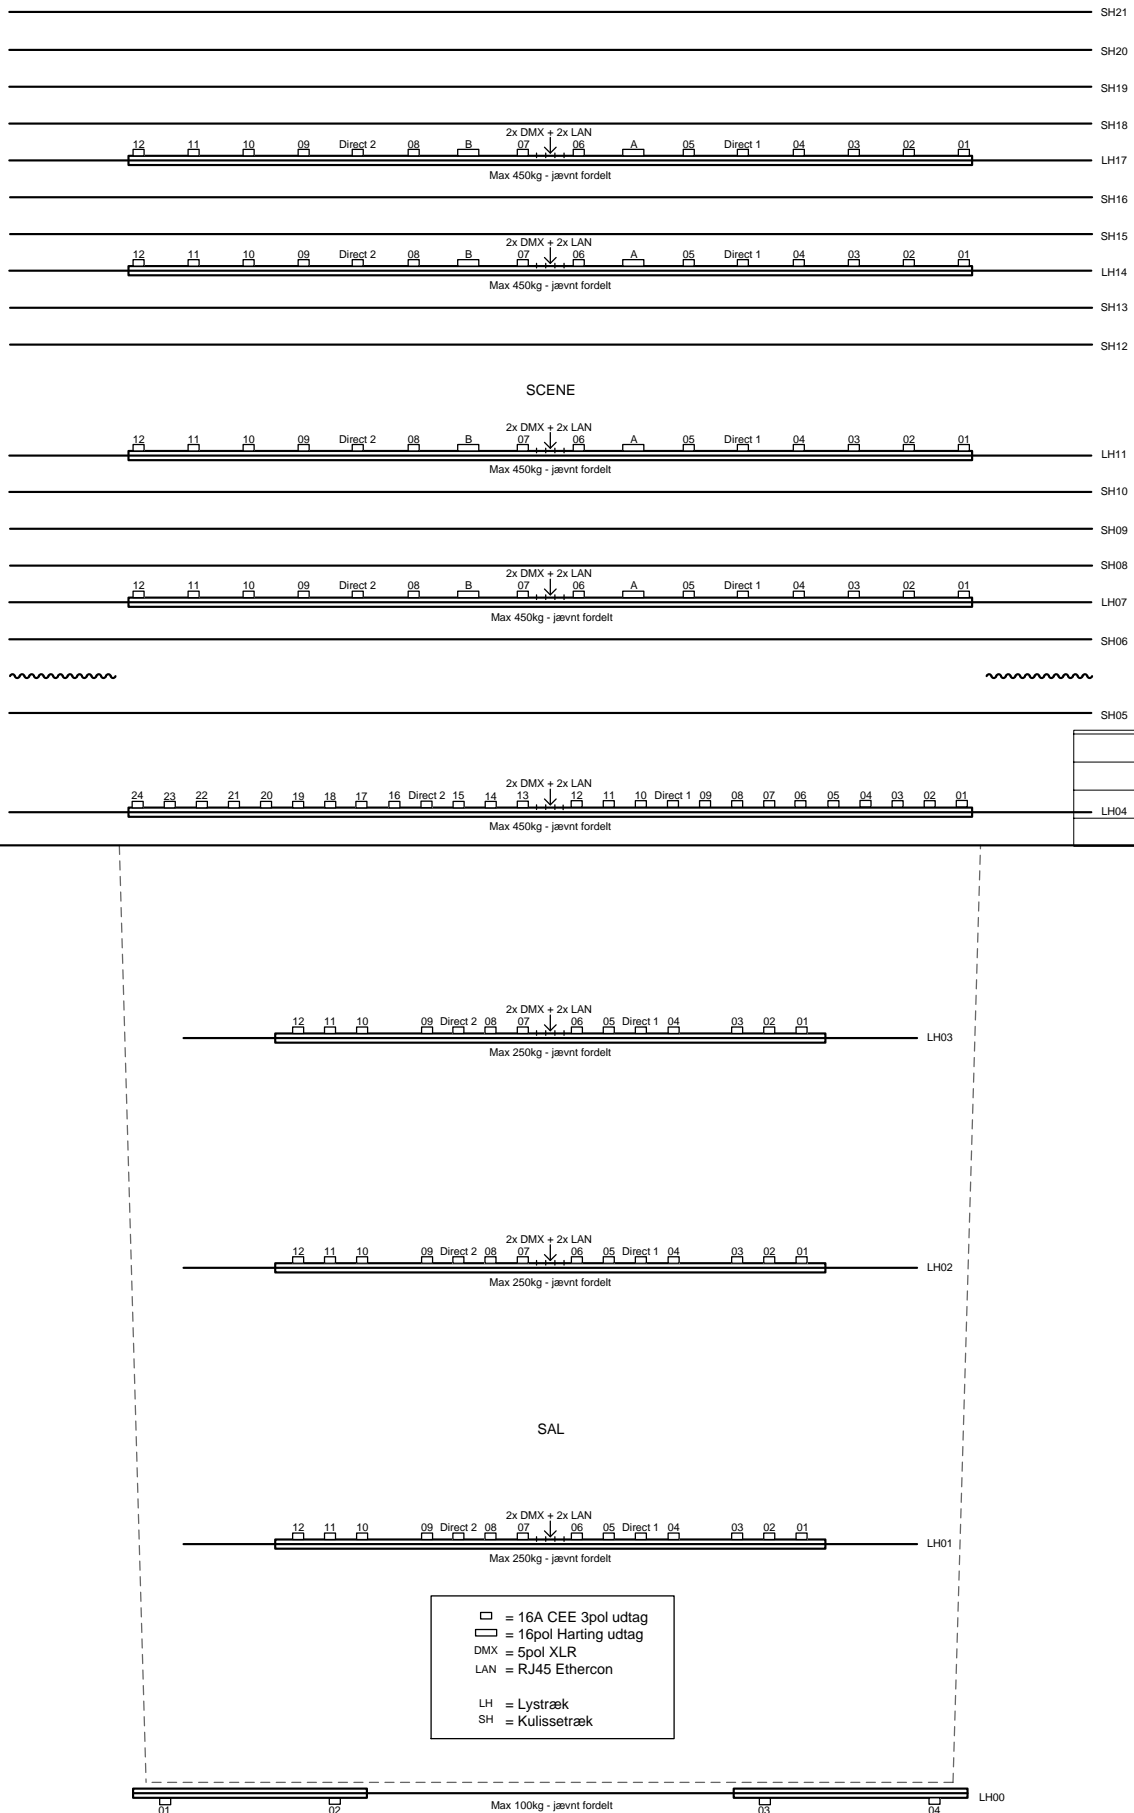 SH21
SH20
SH19
SH18
2x DMX + 2x LAN
12 11 10 09 Direct 2 08 B 07 06 A 05 Direct 1 04 03 02 01
LH17
Max 450kg - jævnt fordelt
SH16
SH15
2x DMX + 2x LAN
12 11 10 09 Direct 2 08 B 07 06 A 05 Direct 1 04 03 02 01
LH14
Max 450kg - jævnt fordelt
SH13
SH12
SCENE
2x DMX + 2x LAN
12 11 10 09 Direct 2 08 B 07 06 A 05 Direct 1 04 03 02 01
LH11
Max 450kg - jævnt fordelt
SH10
SH09
SH08
2x DMX + 2x LAN
12 11 10 09 Direct 2 08 B 07 06 A 05 Direct 1 04 03 02 01
LH07
Max 450kg - jævnt fordelt
SH06
SH05
2x DMX + 2x LAN
24 23 22 21 20 19 18 17 16 Direct 2 15 14 13 12 11 10 Direct 1 09 08 07 06 05 04 03 02 01
LH04
Max 450kg - jævnt fordelt
2x DMX + 2x LAN
12 11 10 09 Direct 2 08 07 06 05 Direct 1 04 03 02 01
LH03
Max 250kg - jævnt fordelt
2x DMX + 2x LAN
12 11 10 09 Direct 2 08 07 06 05 Direct 1 04 03 02 01
LH02
Max 250kg - jævnt fordelt
SAL
2x DMX + 2x LAN
12 11 10 09 Direct 2 08 07 06 05 Direct 1 04 03 02 01
LH01
Max 250kg - jævnt fordelt
= 16A CEE 3pol udtag
= 16pol Harting udtag
DMX = 5pol XLR
LAN = RJ45 Ethercon
LH = Lystræk
SH = Kulissetræk
LH00
01 02 Max 100kg - jævnt fordelt 03 04